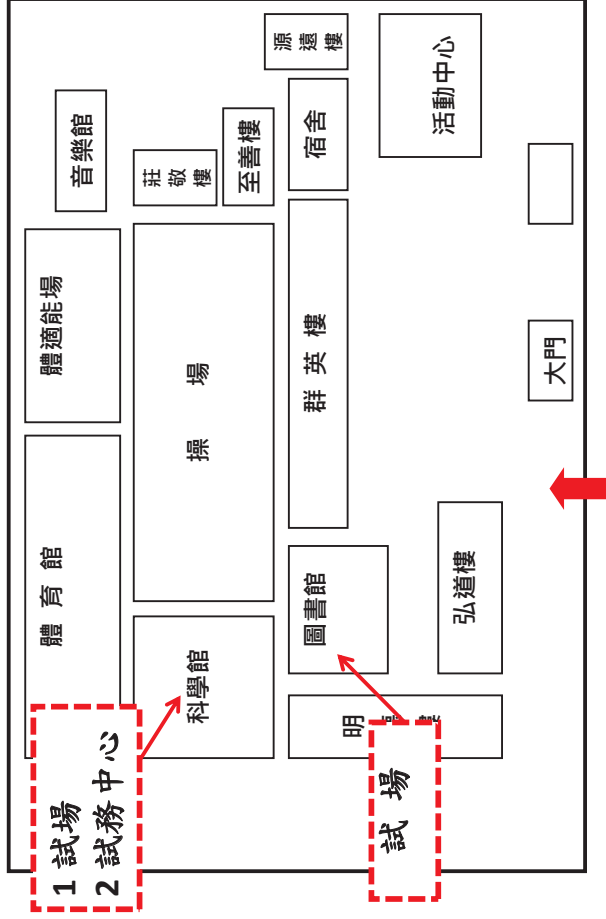 1 試場
2 試務中心
體育館
體適能場
音樂館
科學館
操場
莊敬樓
至善樓
源遠樓
圖書館
群英樓
宿舍
明
試場
弘道樓
活動中心
大門